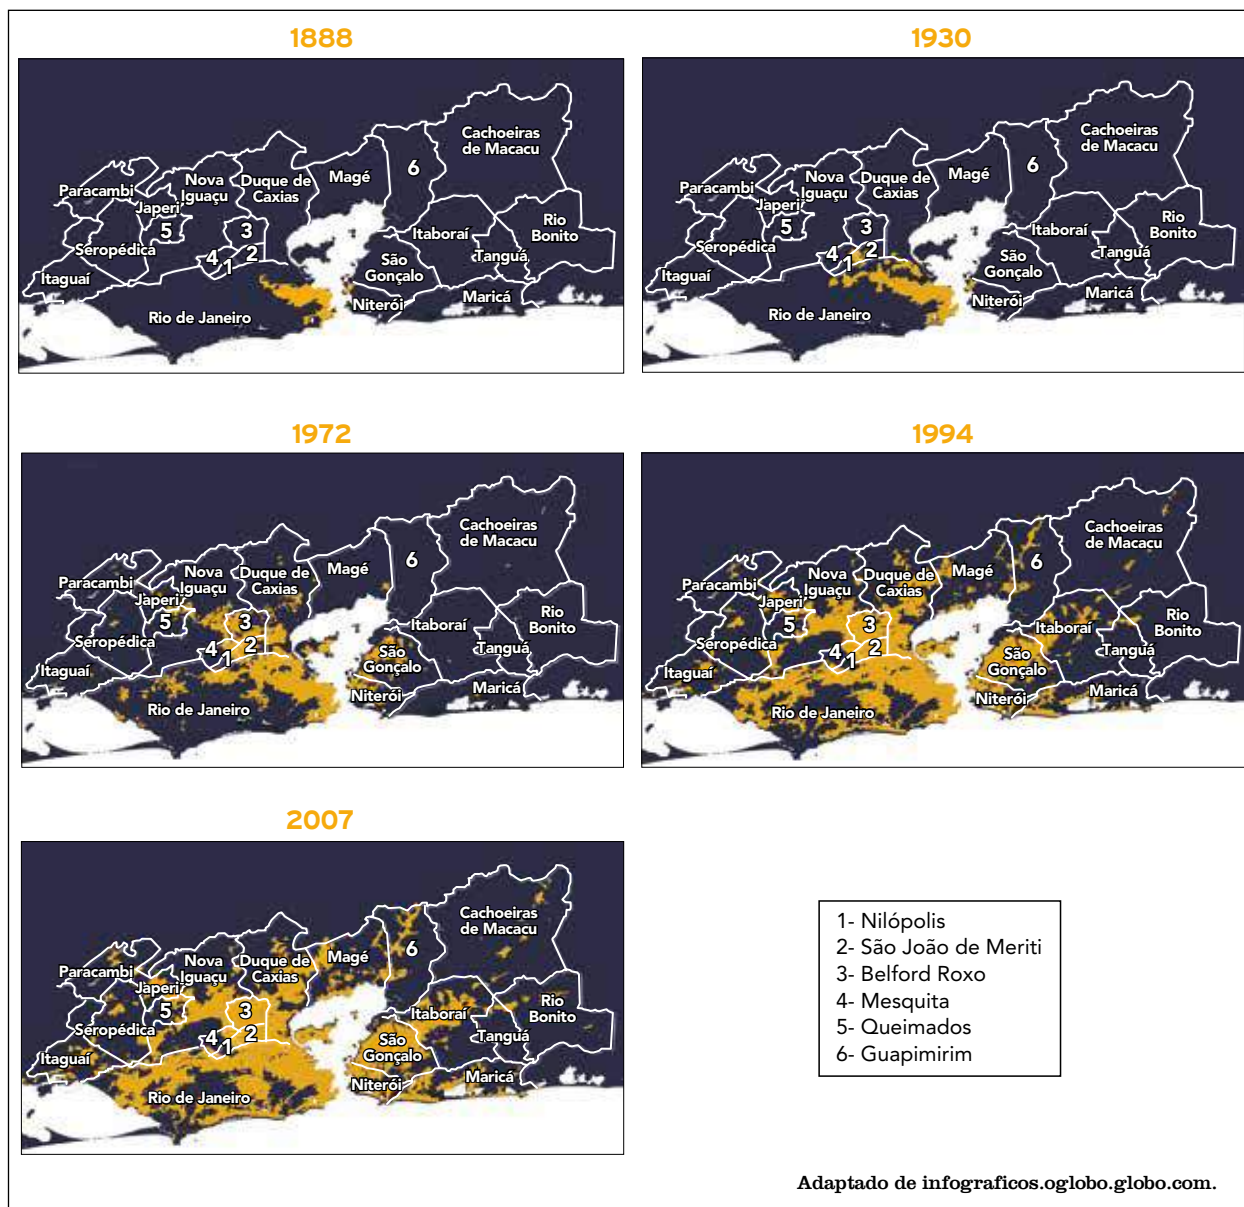 1888
Cachoeiras
de Macacu
6
Nova
Iguaçu
Duque de
Caxias
Magé
Paracambi
Japeri
5
3
Seropédica
4
2
1
Itaguaí
Itaboraí
Rio
Bonito
São
Gonçalo
Tanguá
Niterói
Maricá
Rio de Janeiro
1930
Cachoeiras
de Macacu
6
Nova
Iguaçu
Duque de
Caxias
Magé
Paracambi
Japeri
5
3
Seropédica
4
2
1
Itaguaí
Itaboraí
Rio
Bonito
São
Gonçalo
Tanguá
Niterói
Maricá
Rio de Janeiro
1972
Cachoeiras
de Macacu
6
Nova
Iguaçu
Duque de
Caxias
Magé
Paracambi
Japeri
5
3
Seropédica
4
2
1
Itaguaí
Itaboraí
Rio
Bonito
São
Gonçalo
Tanguá
Niterói
Maricá
Rio de Janeiro
1994
Cachoeiras
de Macacu
6
Nova
Iguaçu
Duque de
Caxias
Magé
Paracambi
Japeri
5
3
Seropédica
4
2
1
Itaguaí
Itaboraí
Rio
Bonito
São
Gonçalo
Tanguá
Niterói
Maricá
Rio de Janeiro
2007
Cachoeiras
de Macacu
6
Nova
Iguaçu
Duque de
Caxias
Magé
Paracambi
Japeri
5
3
Seropédica
4
2
1
Itaguaí
Itaboraí
Rio
Bonito
São
Gonçalo
Tanguá
Niterói
Maricá
Rio de Janeiro
1- Nilópolis
2- São João de Meriti
3- Belford Roxo
4- Mesquita
5- Queimados
6- Guapimirim
Adaptado de infograficos.oglobo.globo.com.